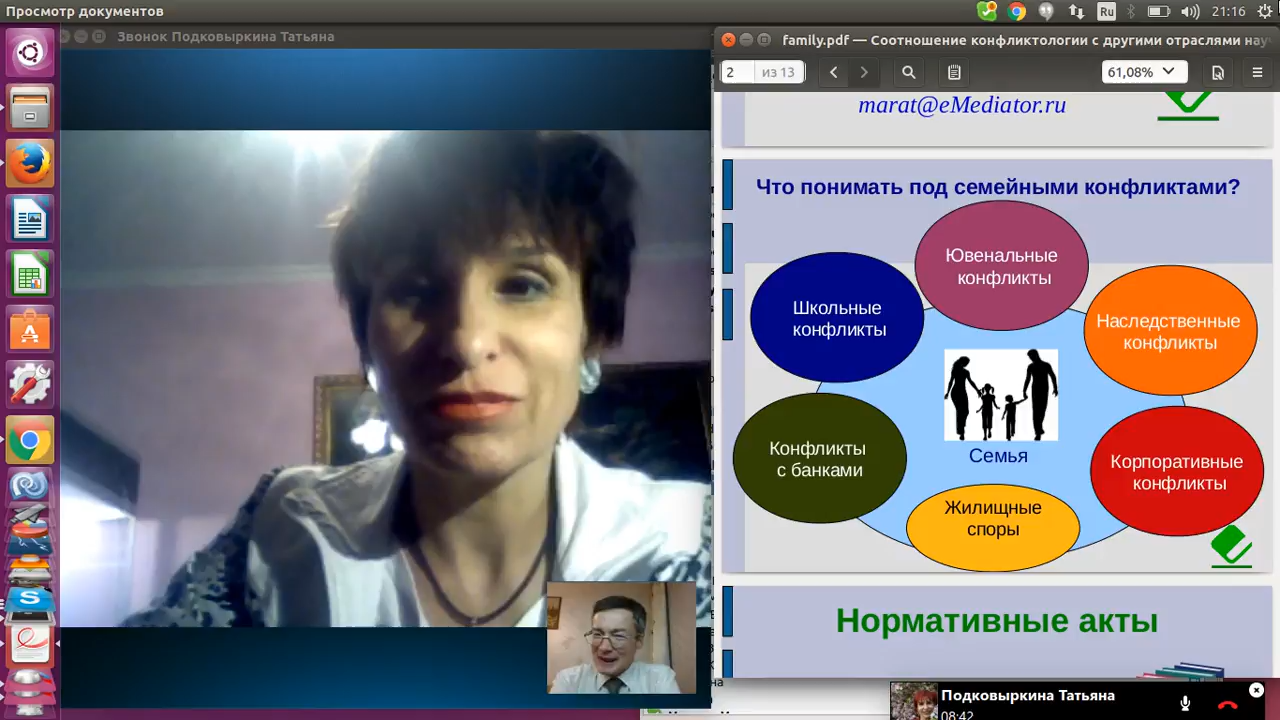 Просмотр документов
Ru
21:16
Звонок Подковыркина Татьяна
family.pdf — Соотношение конфликтологии с другими отраслями
2
из 13
61,08%
marat@eMediator.ru
Что понимать под семейными конфликтами?
Ювенальные
конфликты
Школьные
конфликты
Наследственные
конфликты
Конфликты
с банками
Семья
Корпоративные
конфликты
Жилищные
споры
Нормативные акты
Подковыркина Татьяна
08:42